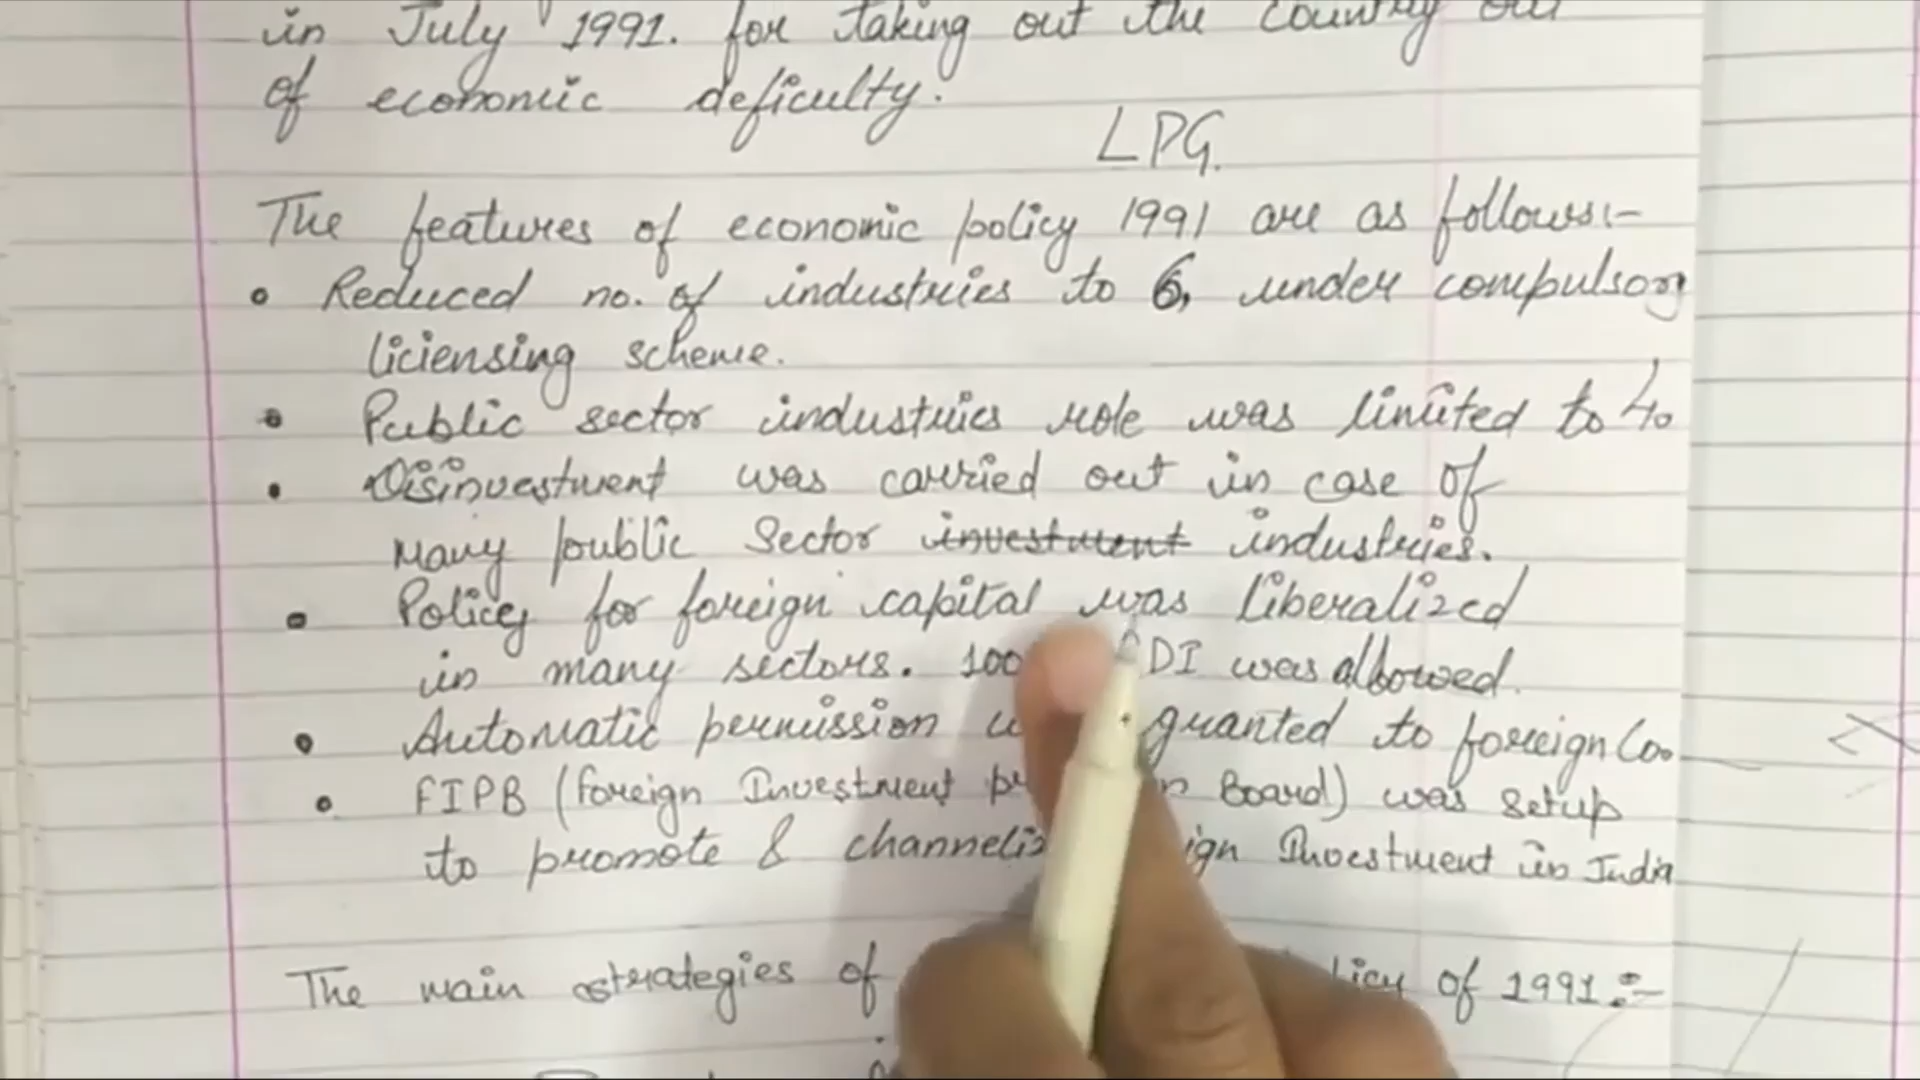 in July 1991. for taking out the country out
of economic deficulty.
LPG.
The features of economic policy 1991 are as follows:-
• Reduced no. of industries to 6, under compulsory
liciensing scheme.
• Public sector industries role was limited to 4.
• Disinvestment was carried out in case of
many public Sector investment industries.
• Policy for foreign capital was liberalized
in many sectors. 100 DI was allowed.
• Automatic permission granted to foreign Co.
• FIPB (foreign Investment Board) was setup
to promote & Investment in India
The main strategies of of 1991:-